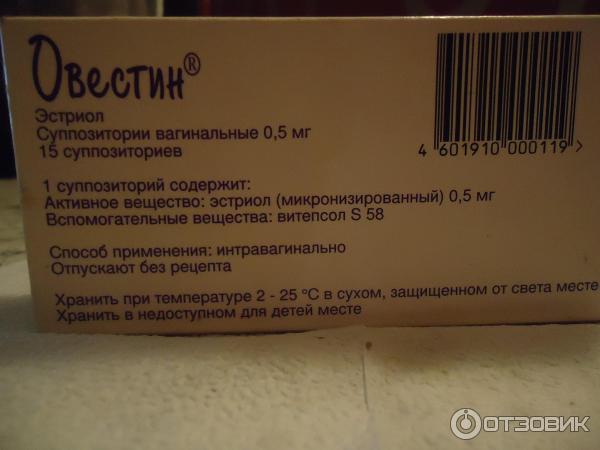 Овестин®
Эстриол
Суппозитории вагинальные 0,5 мг
15 суппозиториев
4 601910 000119 >
1 суппозиторий содержит:
Активное вещество: эстриол (микронизированный) 0,5 мг
Вспомогательные вещества: витепсол S 58
Способ применения: интравагинально
Отпускают без рецепта
Хранить при температуре 2 - 25 °C в сухом, защищенном от света месте
Хранить в недоступном для детей месте
ОТЗОВИК